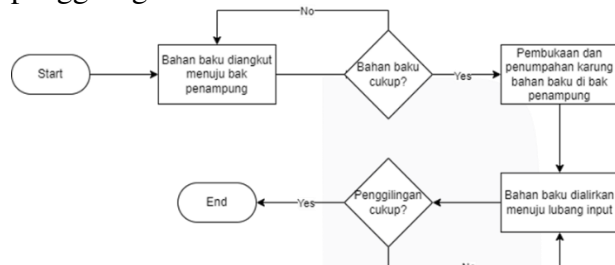 No
Start
Bahan baku diangkut
menuju bak
penampung
Bahan baku
cukup?
Yes
Pembukaan dan
penumpahan karung
bahan baku di bak
penampung
End
Yes
Penggilingan
cukup?
Bahan baku dialirkan
menuju lubang input